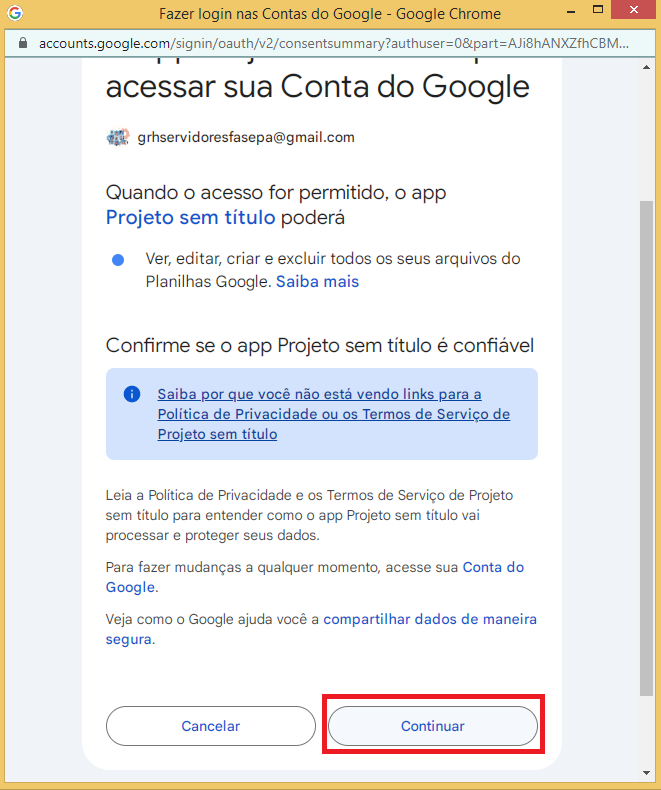 Fazer login nas Contas do Google - Google Chrome
accounts.google.com/signin/oauth/v2/consentsummary?authuser=0&part=AJi8hANXZfhCBM...
acessar sua Conta do Google
grhservidoresfasepa@gmail.com
Quando o acesso for permitido, o app
Projeto sem título poderá
Ver, editar, criar e excluir todos os seus arquivos do
Planilhas Google. Saiba mais
Confirme se o app Projeto sem título é confiável
Saiba por que você não está vendo links para a
Política de Privacidade ou os Termos de Serviço de
Projeto sem título
Leia a Política de Privacidade e os Termos de Serviço de Projeto
sem título para entender como o app Projeto sem título vai
processar e proteger seus dados.
Para fazer mudanças a qualquer momento, acesse sua Conta do
Google.
Veja como o Google ajuda você a compartilhar dados de maneira
segura.
Cancelar
Continuar